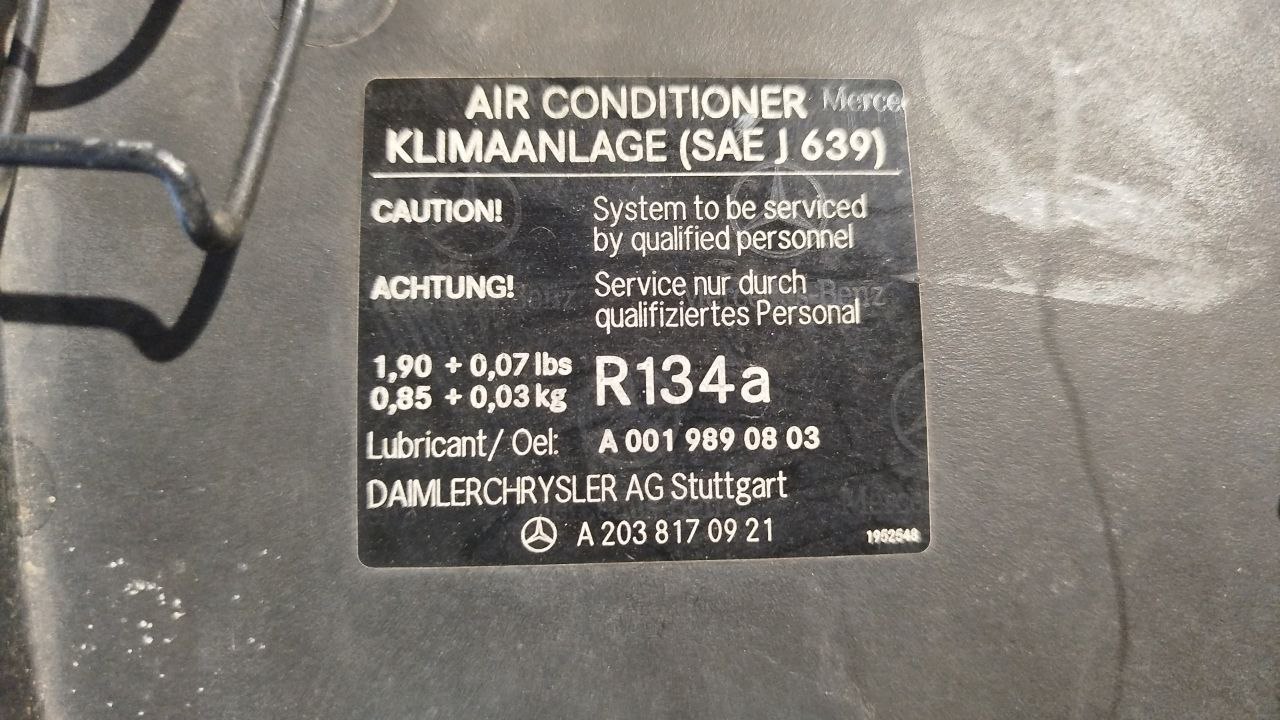 AIR CONDITIONER
KLIMAANLAGE (SAE J 639)
CAUTION! System to be serviced
by qualified personnel
ACHTUNG! Service nur durch
qualifiziertes Personal
1,90 + 0,07 lbs
0,85 + 0,03 kg
R134a
Lubricant/ Oel: A 001 989 08 03
DAIMLERCHRYSLER AG Stuttgart
A 203 817 09 21
1952548